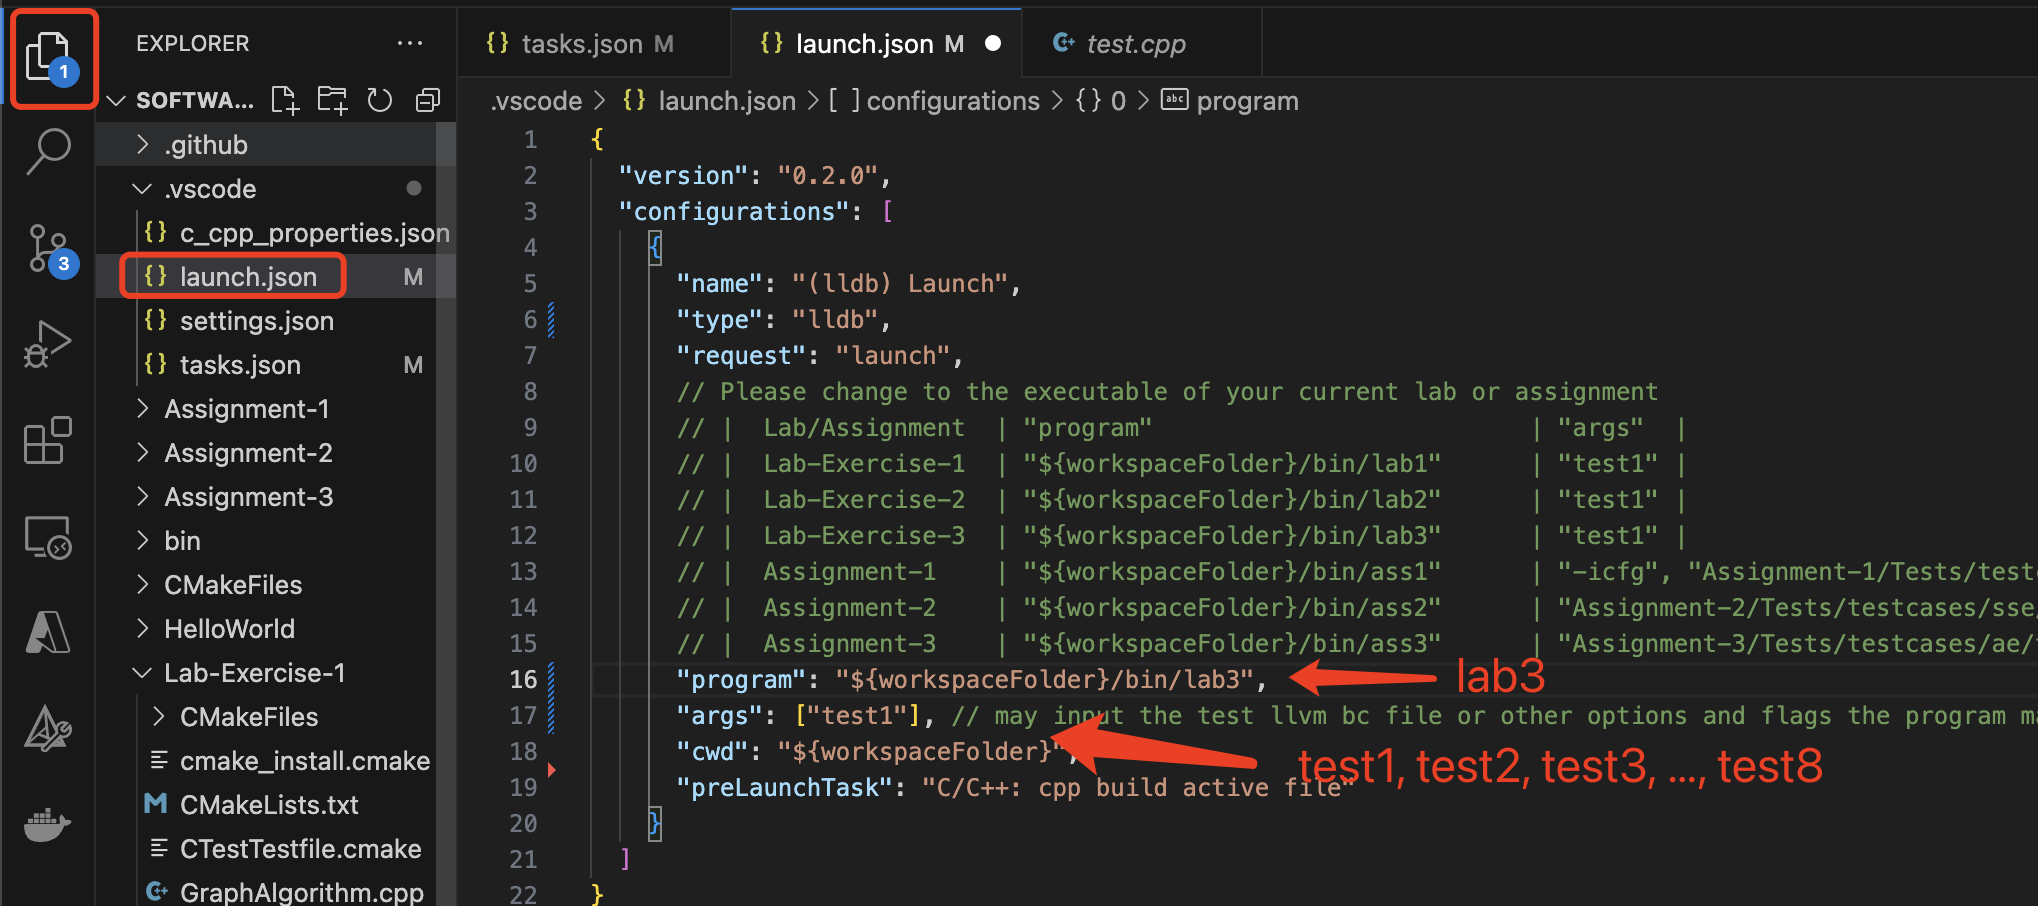 EXPLORER
···
tasks.json M
launch.json M
test.cpp
1
SOFTWA...
.vscode > {} launch.json > [ ] configurations > {} 0 > abc program
.github
.vscode
{} c_cpp_properties.json
{} launch.json M
{} settings.json
{} tasks.json M
Assignment-1
Assignment-2
Assignment-3
bin
CMakeFiles
HelloWorld
Lab-Exercise-1
CMakeFiles
cmake_install.cmake
M CMakeLists.txt
CTestTestfile.cmake
GraphAlgorithm.cpp
3
1 {
2 "version": "0.2.0",
3 "configurations": [
4 {
5 "name": "(lldb) Launch",
6 "type": "lldb",
7 "request": "launch",
8 // Please change to the executable of your current lab or assignment
9 // | Lab/Assignment | "program" | "args" |
10 // | Lab-Exercise-1 | "${workspaceFolder}/bin/lab1" | "test1" |
11 // | Lab-Exercise-2 | "${workspaceFolder}/bin/lab2" | "test1" |
12 // | Lab-Exercise-3 | "${workspaceFolder}/bin/lab3" | "test1" |
13 // | Assignment-1 | "${workspaceFolder}/bin/ass1" | "-icfg", "Assignment-1/Tests/test
14 // | Assignment-2 | "${workspaceFolder}/bin/ass2" | "Assignment-2/Tests/testcases/sse/
15 // | Assignment-3 | "${workspaceFolder}/bin/ass3" | "Assignment-3/Tests/testcases/ae/
16 "program": "${workspaceFolder}/bin/lab3",
lab3
17 "args": ["test1"], // may input the test llvm bc file or other options and flags the program ma
18 "cwd": "${workspaceFolder}",
test1, test2, test3, ..., test8
19 "preLaunchTask": "C/C++: cpp build active file"
20 }
21 ]
22 }